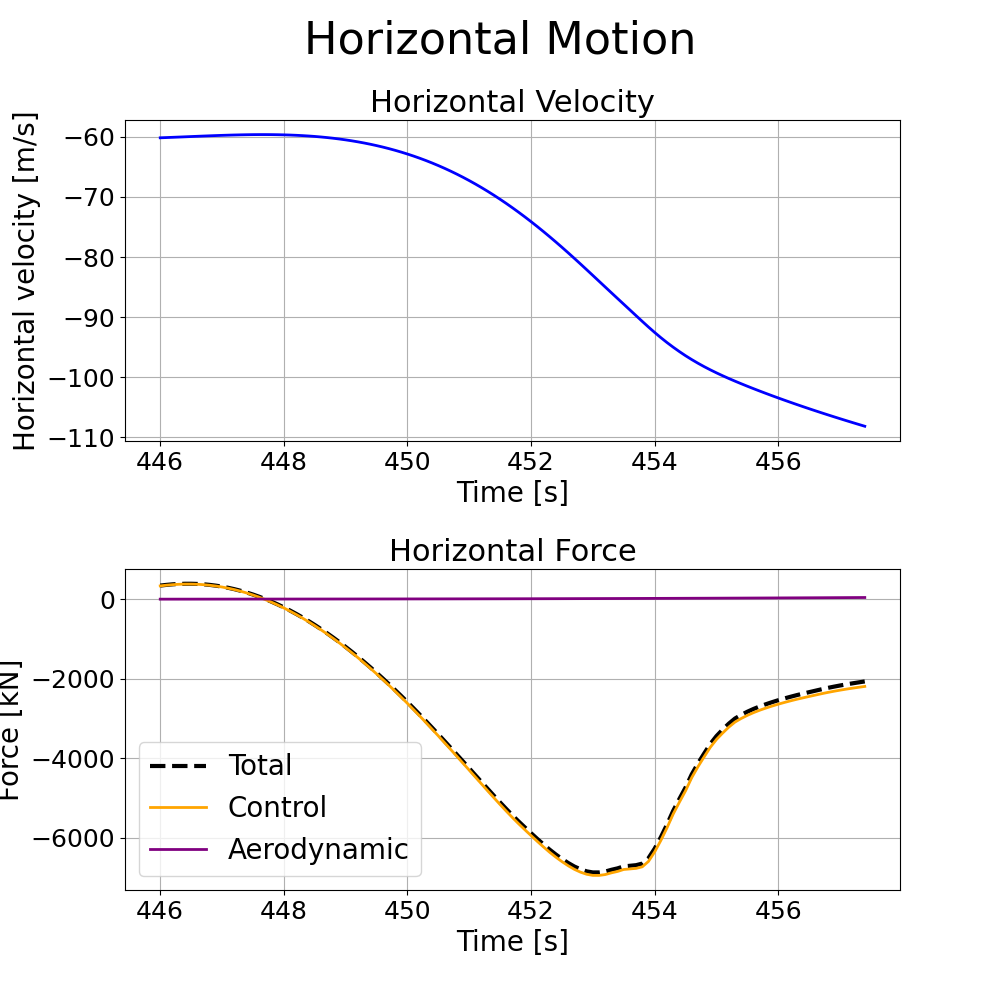 Horizontal Motion
Horizontal Velocity
Horizontal velocity [m/s]
−60
−70
−80
−90
−100
−110
446 448 450 452 454 456
Time [s]
Horizontal Force
Force [kN]
0
−2000
−4000
−6000
Total
Control
Aerodynamic
446 448 450 452 454 456
Time [s]